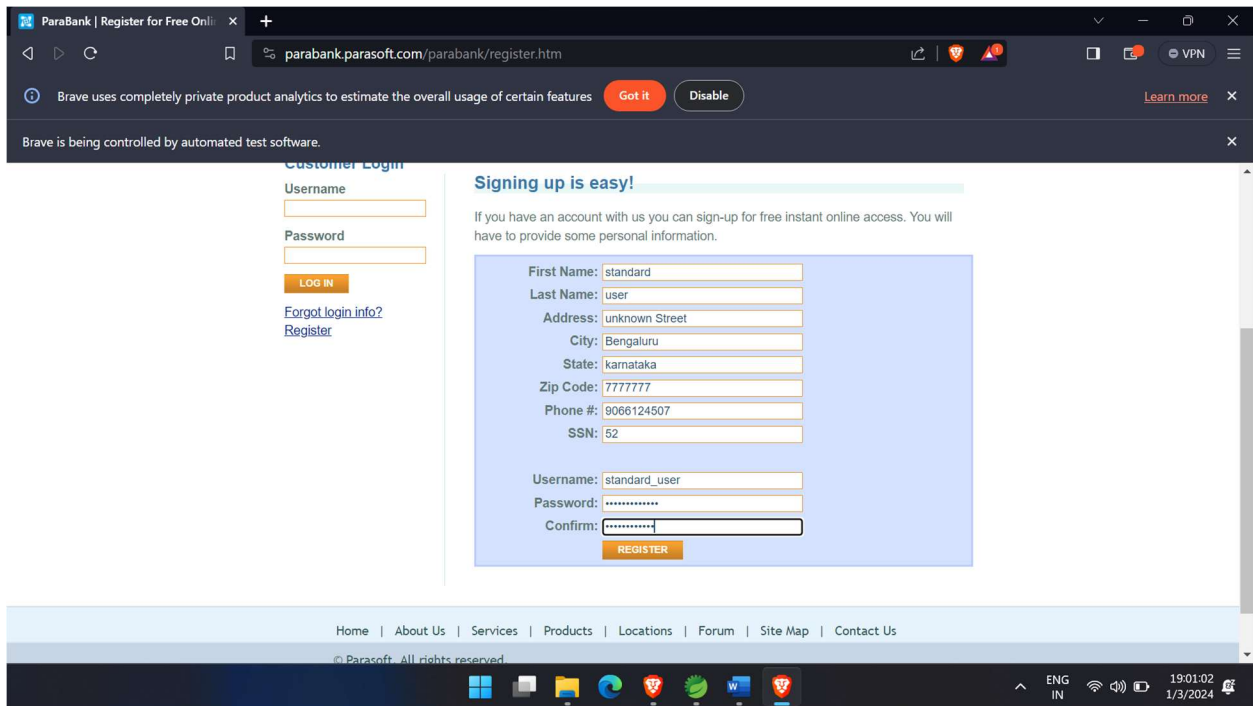 ParaBank | Register for Free Onli
parabank.parasoft.com/parabank/register.htm
VPN
Brave uses completely private product analytics to estimate the overall usage of certain features Got it Disable Learn more
Brave is being controlled by automated test software.
Customer Login
Username
Password
LOG IN
Forgot login info?
Register
Signing up is easy!
If you have an account with us you can sign-up for free instant online access. You will
have to provide some personal information.
First Name: standard
Last Name: user
Address: unknown Street
City: Bengaluru
State: karnataka
Zip Code: 7777777
Phone #: 9066124507
SSN: 52
Username: standard_user
Password: •••••••••••••
Confirm: ••••••••••••
REGISTER
Home | About Us | Services | Products | Locations | Forum | Site Map | Contact Us
© Parasoft. All rights reserved.
ENG
IN
19:01:02
1/3/2024